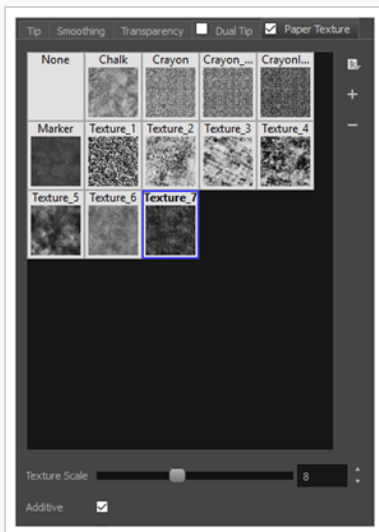 Tip Smoothing Transparency Dual Tip Paper Texture
None Chalk Crayon Crayon_... Crayonl...
Marker Texture_1 Texture_2 Texture_3 Texture_4
Texture_5 Texture_6 Texture_7
Texture Scale 8
Additive